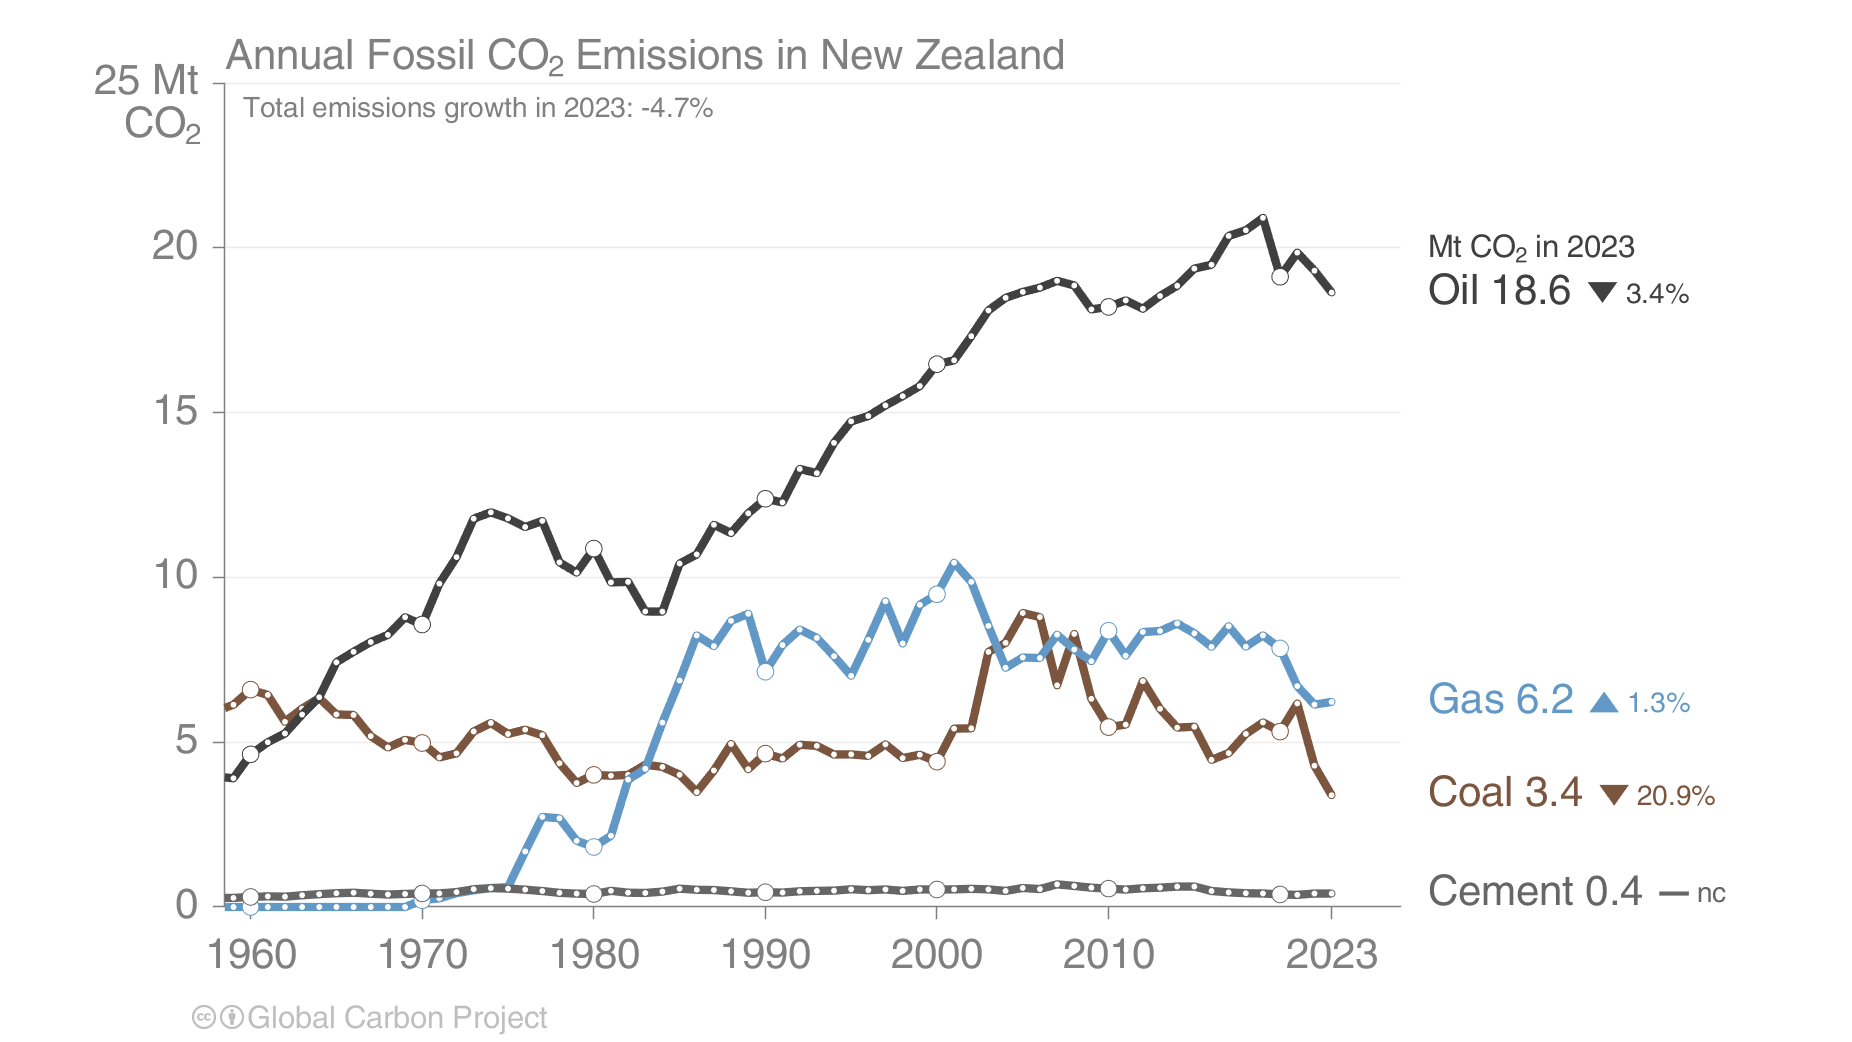 Annual Fossil CO₂ Emissions in New Zealand
25 Mt
CO₂
Total emissions growth in 2023: -4.7%
20
15
10
5
0
Mt CO₂ in 2023
Oil 18.6 ▼ 3.4%
Gas 6.2 ▲ 1.3%
Coal 3.4 ▼ 20.9%
Cement 0.4 — nc
1960 1970 1980 1990 2000 2010 2023
cc Global Carbon Project